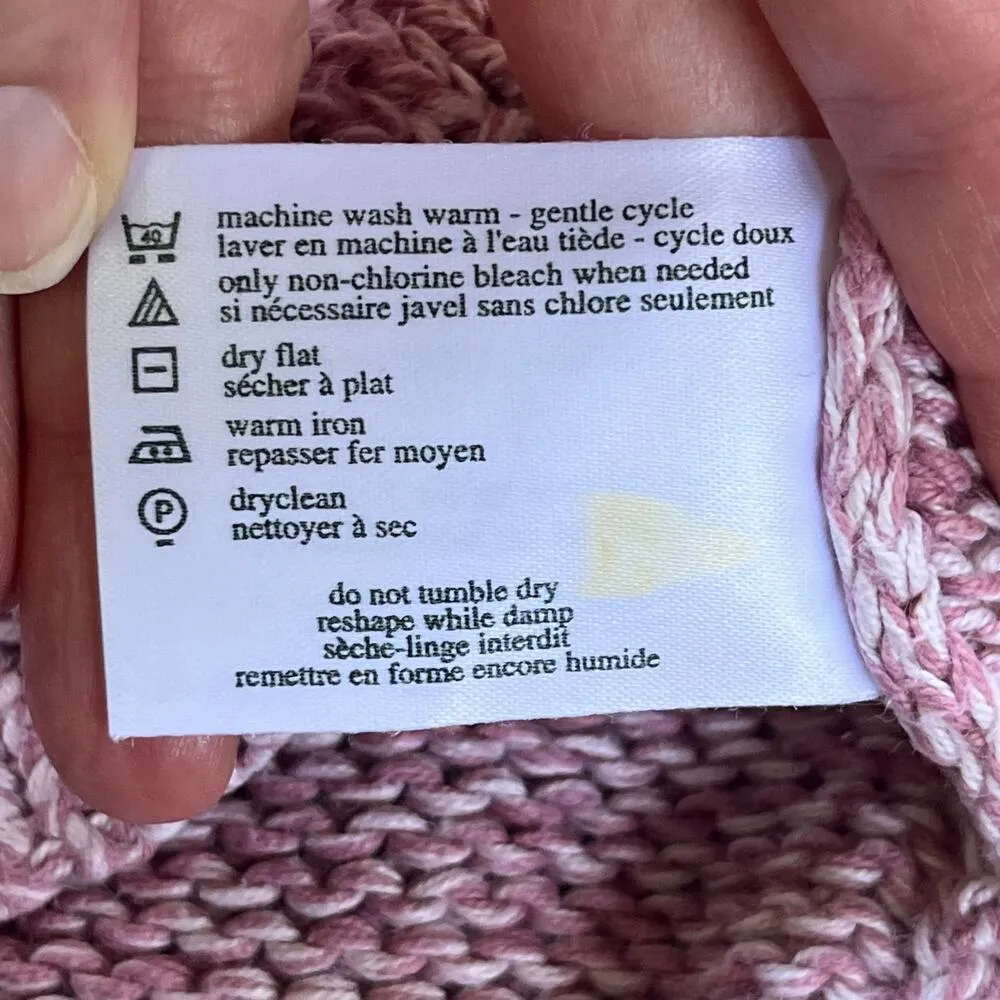 40
machine wash warm - gentle cycle
laver en machine à l'eau tiède - cycle doux
only non-chlorine bleach when needed
si nécessaire javel sans chlore seulement
dry flat
sécher à plat
warm iron
repasser fer moyen
P
dryclean
nettoyer à sec
do not tumble dry
reshape while damp
sèche-linge interdit
remettre en forme encore humide